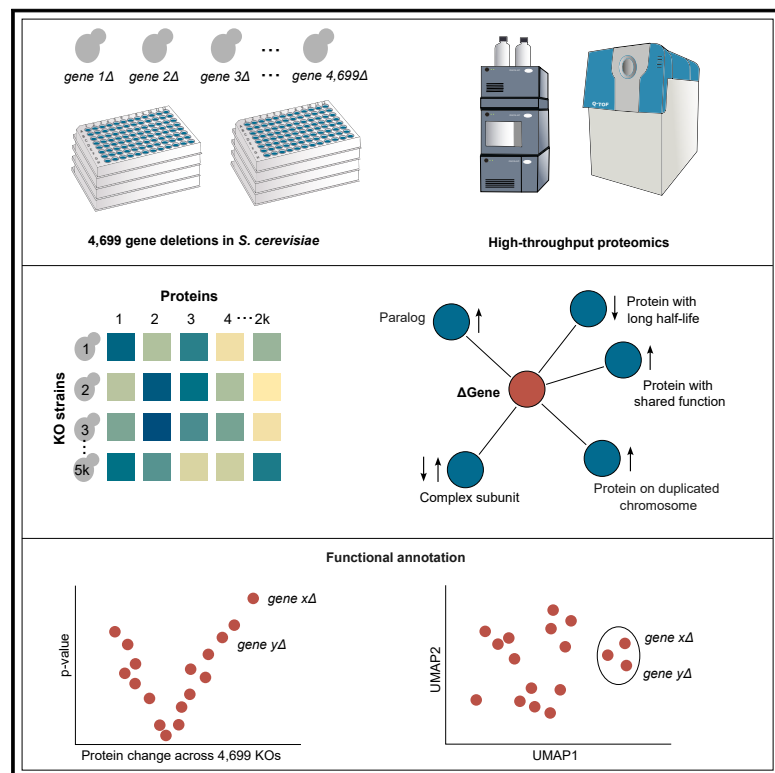 gene 1Δ
gene 2Δ
gene 3Δ
...
gene 4,699Δ
Q-TOF
4,699 gene deletions in S. cerevisiae
High-throughput proteomics
Proteins
1 2 3 4 ...2k
KO strains
1
2
3
...
5k
Paralog
Protein with
long half-life
ΔGene
Protein with
shared function
Complex subunit
Protein on duplicated
chromosome
Functional annotation
p-value
gene xΔ
gene yΔ
Protein change across 4,699 KOs
UMAP2
gene xΔ
gene yΔ
UMAP1